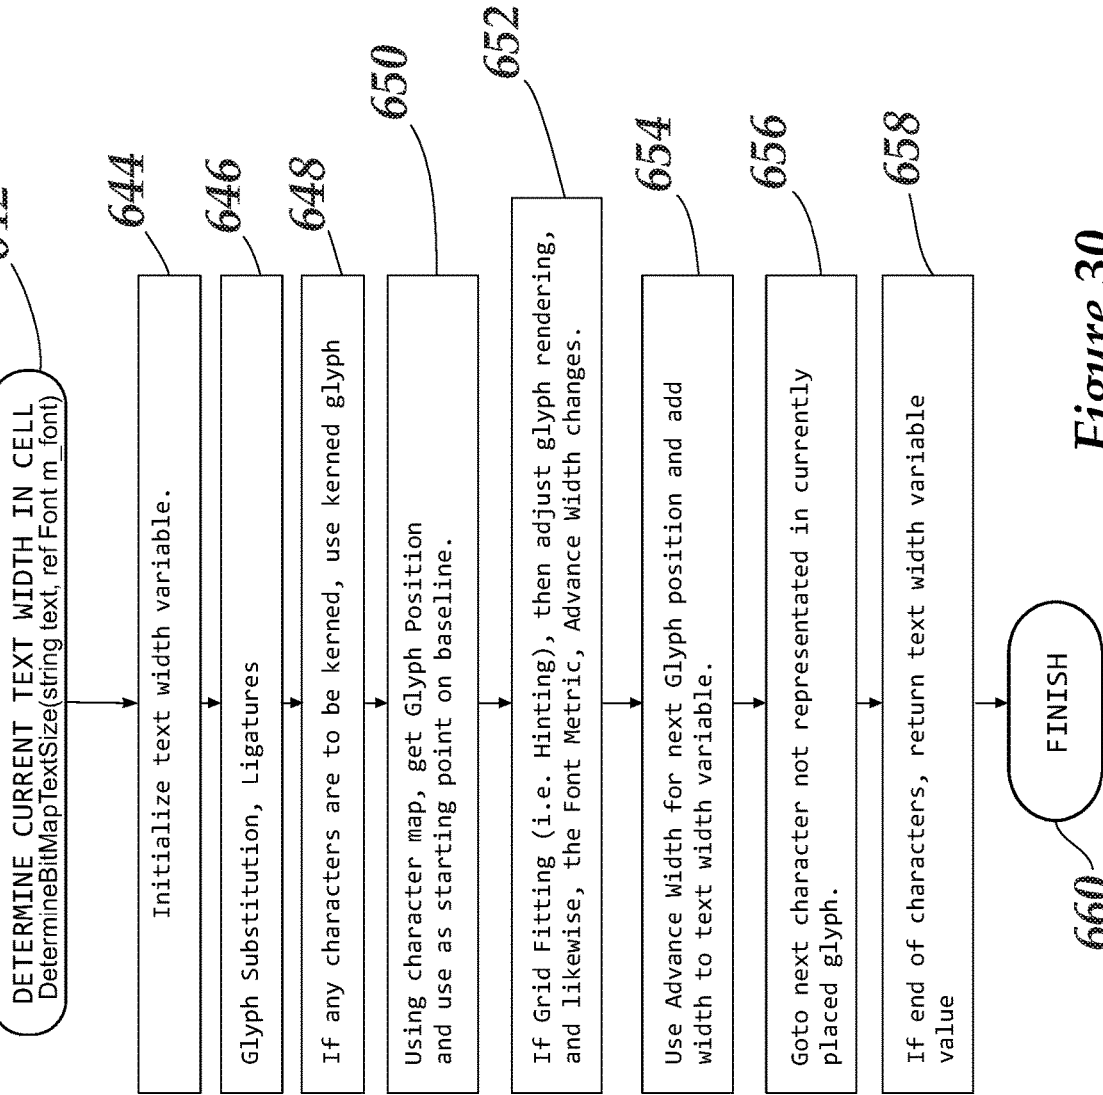 DETERMINE CURRENT TEXT WIDTH IN CELL
DetermineBitMapTextSize(string text, ref Font m_font)
644
Initialize text width variable.
646
Glyph Substitution, Ligatures
648
If any characters are to be kerned, use kerned glyph
650
Using character map, get Glyph Position
and use as starting point on baseline.
652
If Grid Fitting (i.e. Hinting), then adjust glyph rendering,
and likewise, the Font Metric, Advance Width changes.
654
Use Advance Width for next Glyph position and add
width to text width variable.
656
Goto next character not representated in currently
placed glyph.
658
If end of characters, return text width variable
value
FINISH
660
Figure 30